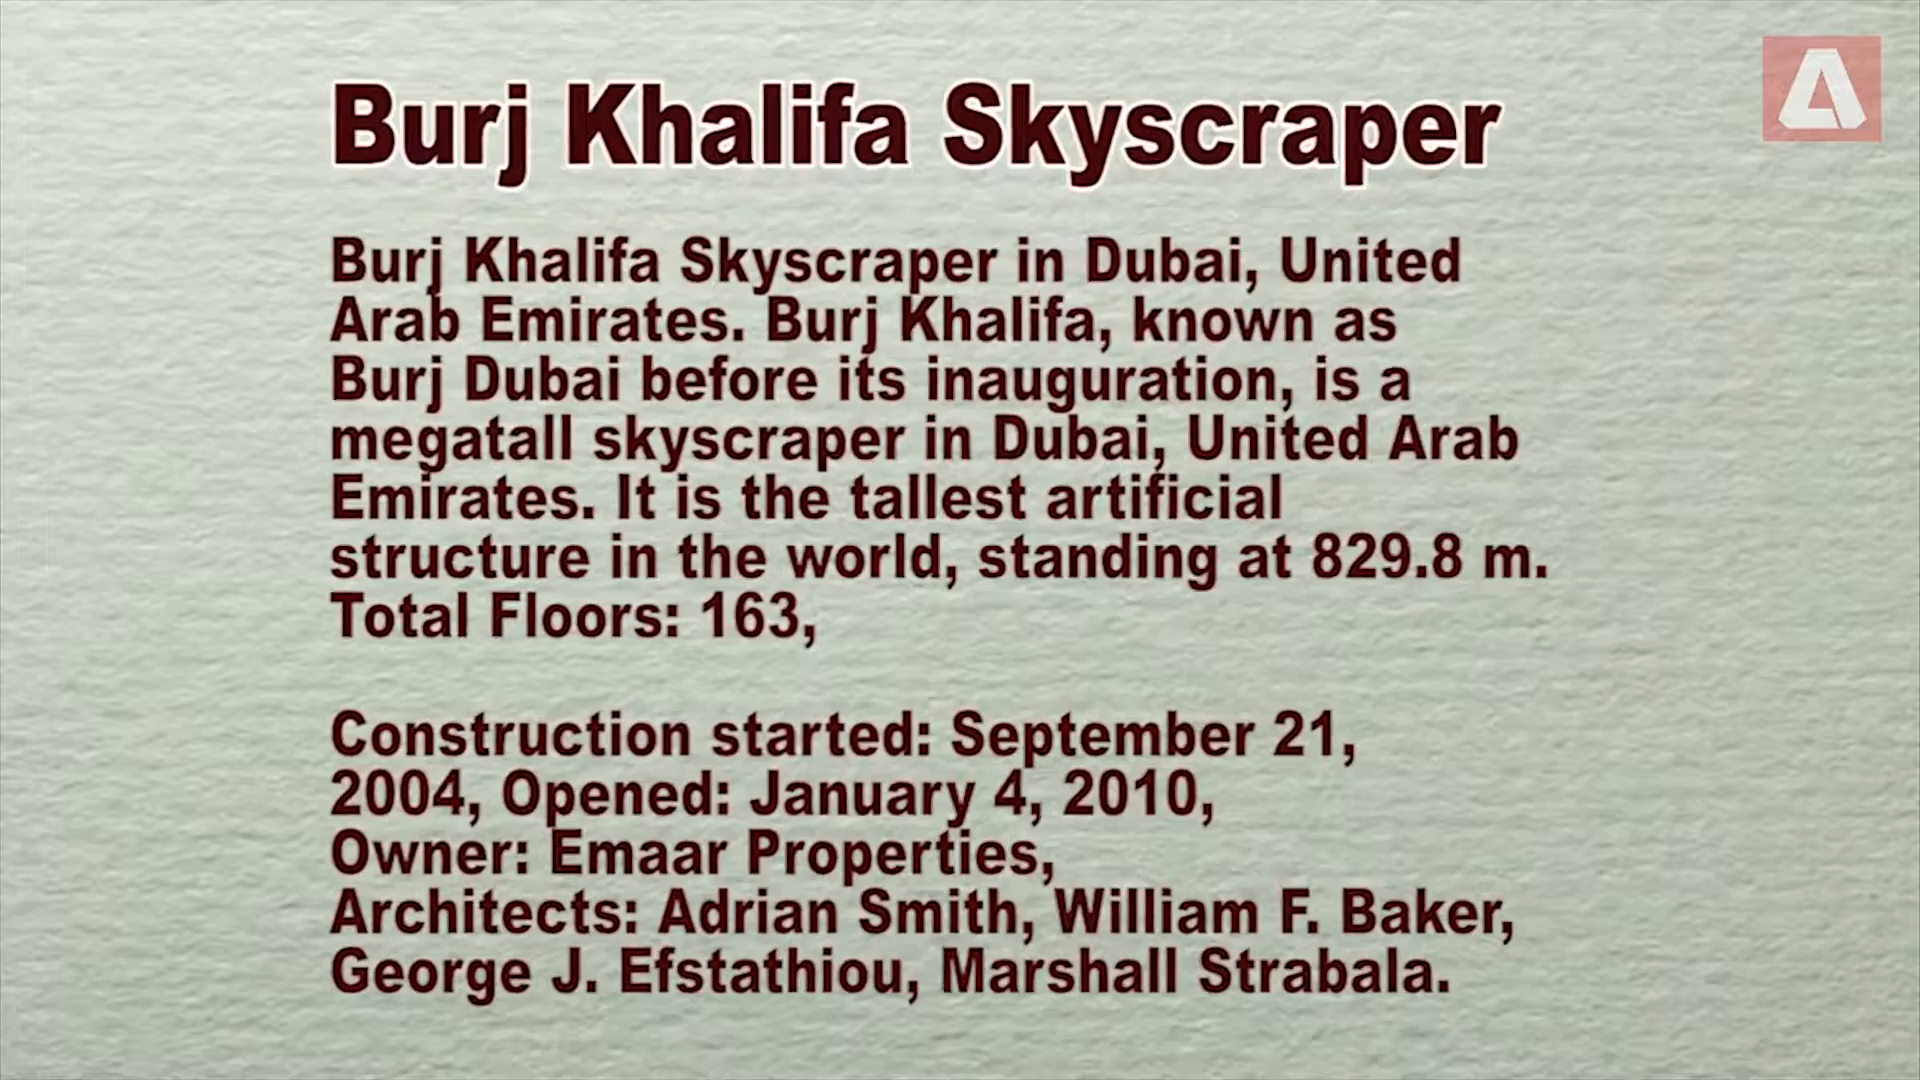 Burj Khalifa Skyscraper
Burj Khalifa Skyscraper in Dubai, United
Arab Emirates. Burj Khalifa, known as
Burj Dubai before its inauguration, is a
megatall skyscraper in Dubai, United Arab
Emirates. It is the tallest artificial
structure in the world, standing at 829.8 m.
Total Floors: 163,
Construction started: September 21,
2004, Opened: January 4, 2010,
Owner: Emaar Properties,
Architects: Adrian Smith, William F. Baker,
George J. Efstathiou, Marshall Strabala.